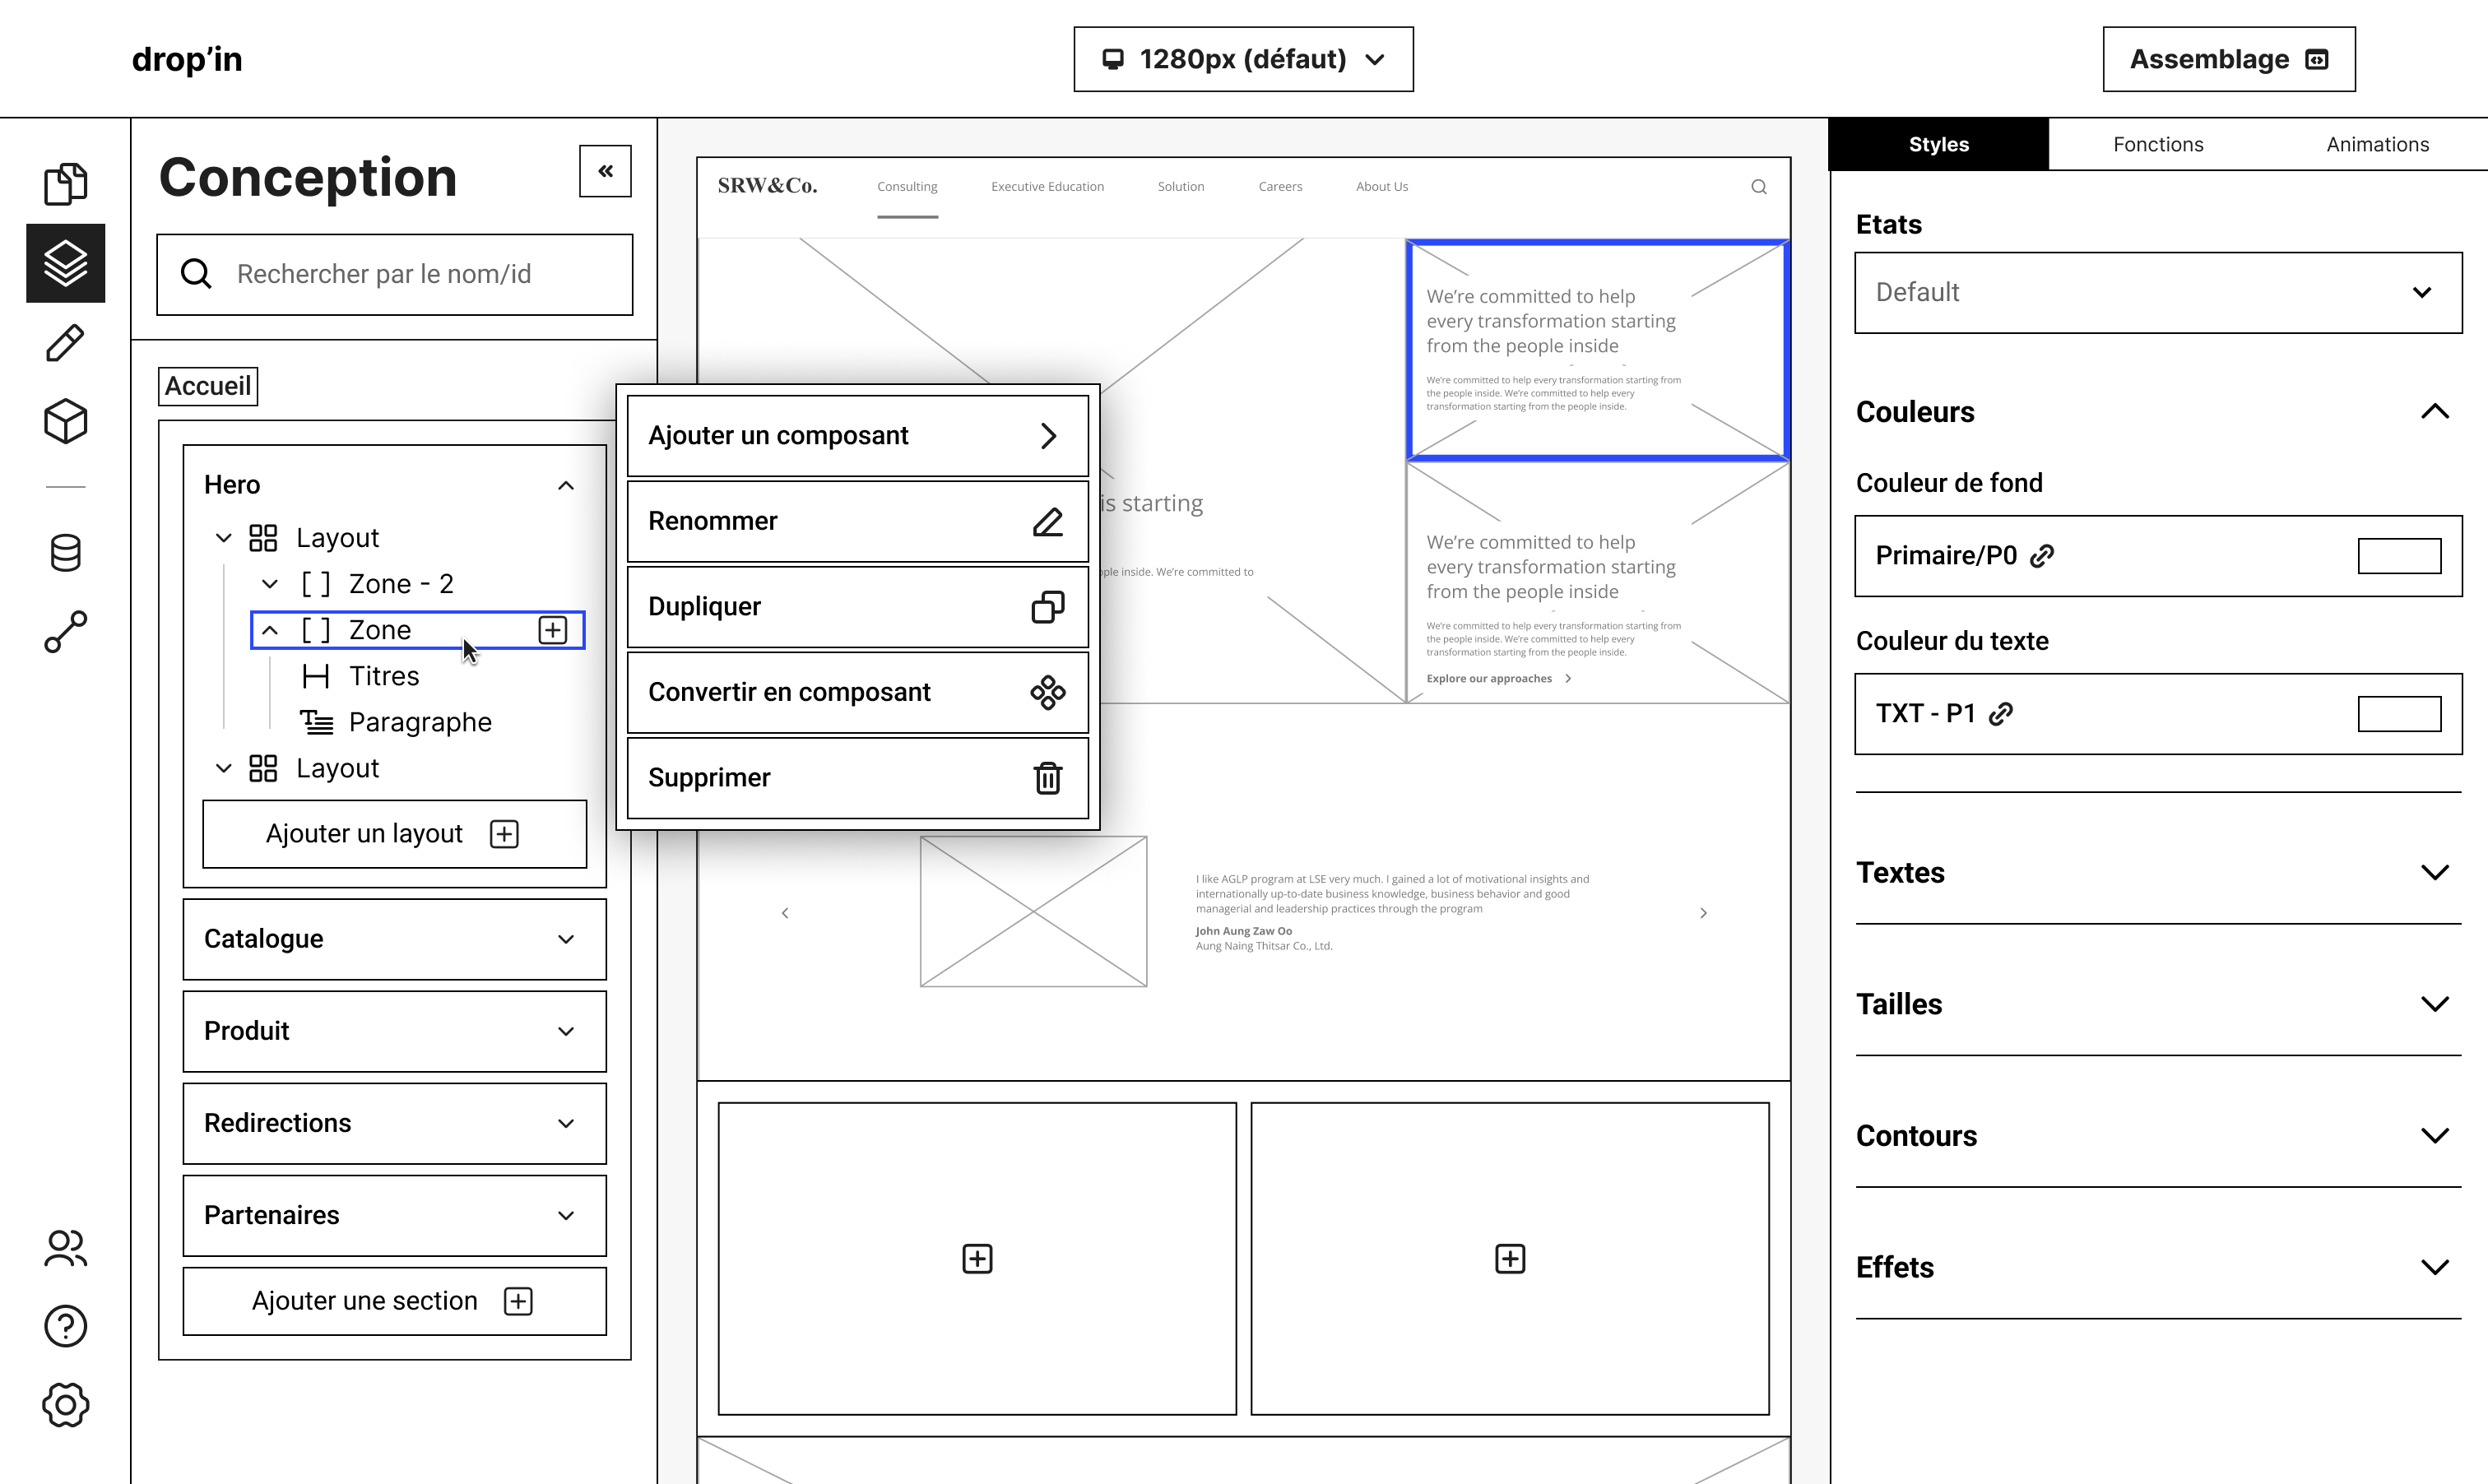 drop’in
1280px (défaut)
Assemblage
Conception
Rechercher par le nom/id
Accueil
Hero
Layout
Zone - 2
Zone
Titres
Paragraphe
Layout
Ajouter un layout
Catalogue
Produit
Redirections
Partenaires
Ajouter une section
Ajouter un composant
Renommer
Dupliquer
Convertir en composant
Supprimer
SRW&Co.
Consulting
Executive Education
Solution
Careers
About Us
is starting
ple inside. We’re committed to
We’re committed to help
every transformation starting
from the people inside
We’re committed to help every transformation starting from
the people inside. We’re committed to help every
transformation starting from the people inside.
We’re committed to help
every transformation starting
from the people inside
We’re committed to help every transformation starting from
the people inside. We’re committed to help every
transformation starting from the people inside.
Explore our approaches
I like AGLP program at LSE very much. I gained a lot of motivational insights and
internationally up-to-date business knowledge, business behavior and good
managerial and leadership practices through the program
John Aung Zaw Oo
Aung Naing Thitsar Co., Ltd.
Styles
Fonctions
Animations
Etats
Default
Couleurs
Couleur de fond
Primaire/P0
Couleur du texte
TXT - P1
Textes
Tailles
Contours
Effets